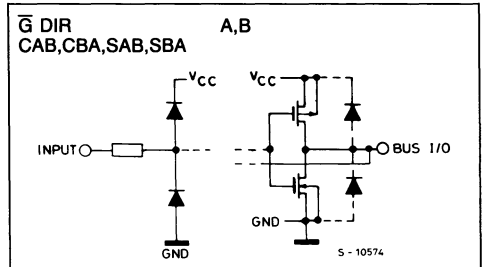 G̅ DIR A,B
CAB,CBA,SAB,SBA
VCC VCC
INPUT BUS I/O
GND
GND S - 10574